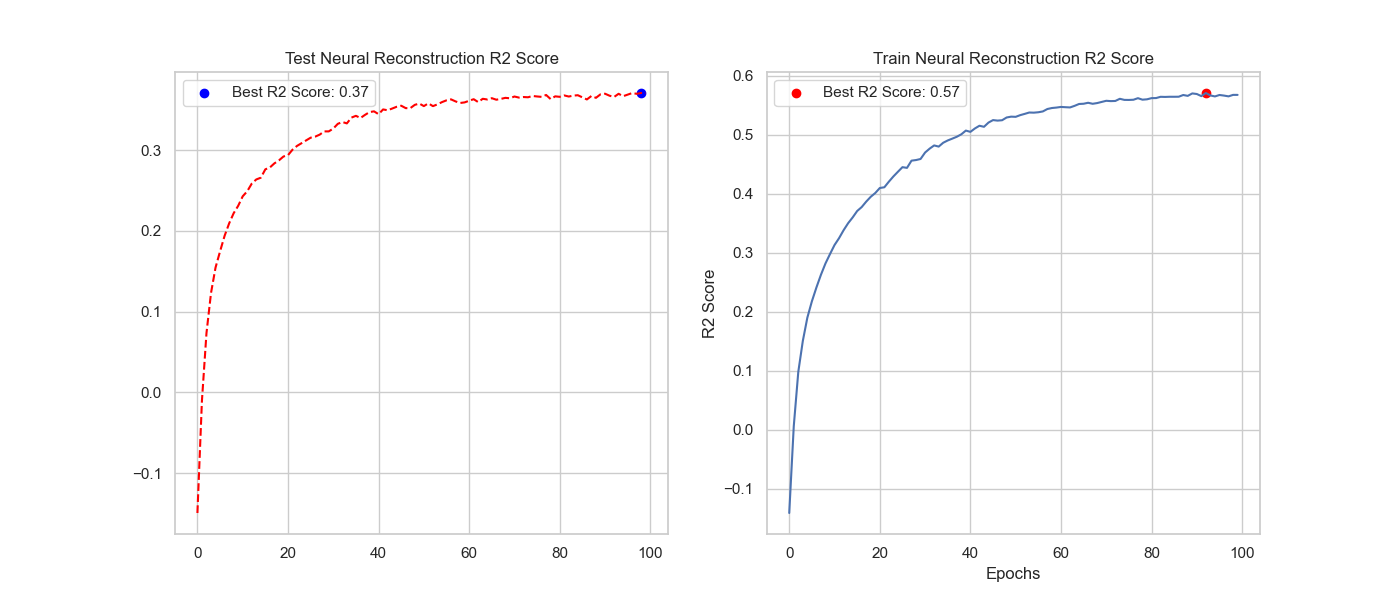 Test Neural Reconstruction R2 Score
Best R2 Score: 0.37
0.3
0.2
0.1
0.0
−0.1
0 20 40 60 80 100
Train Neural Reconstruction R2 Score
Best R2 Score: 0.57
R2 Score
0.6
0.5
0.4
0.3
0.2
0.1
0.0
−0.1
0 20 40 60 80 100
Epochs